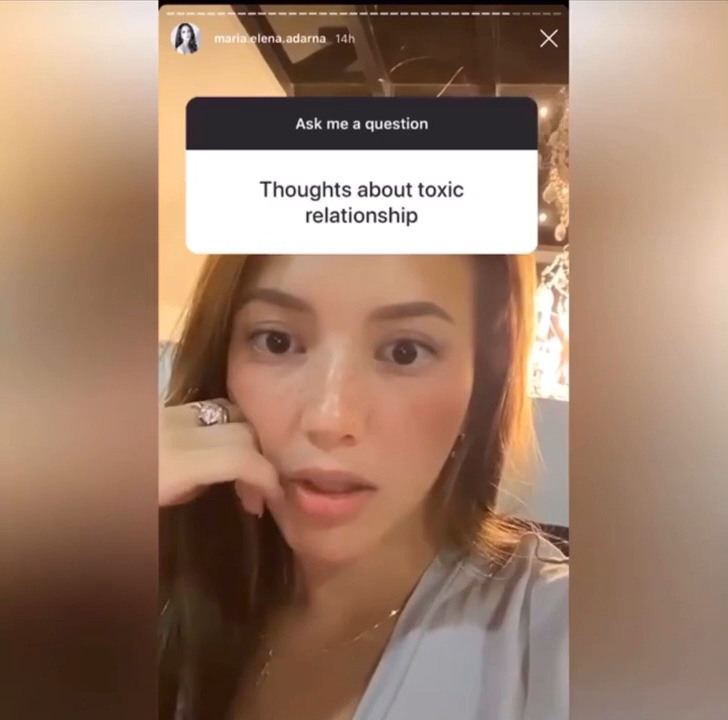 maria.elena.adarna 14h
Ask me a question
Thoughts about toxic
relationship